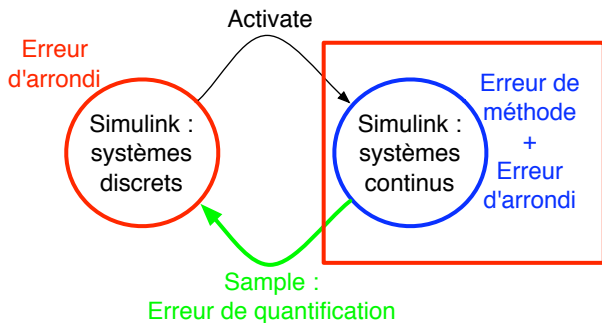 Activate
Erreur
d'arrondi
Simulink :
systèmes
discrets
Simulink :
systèmes
continus
Erreur de
méthode
+
Erreur
d'arrondi
Sample :
Erreur de quantification